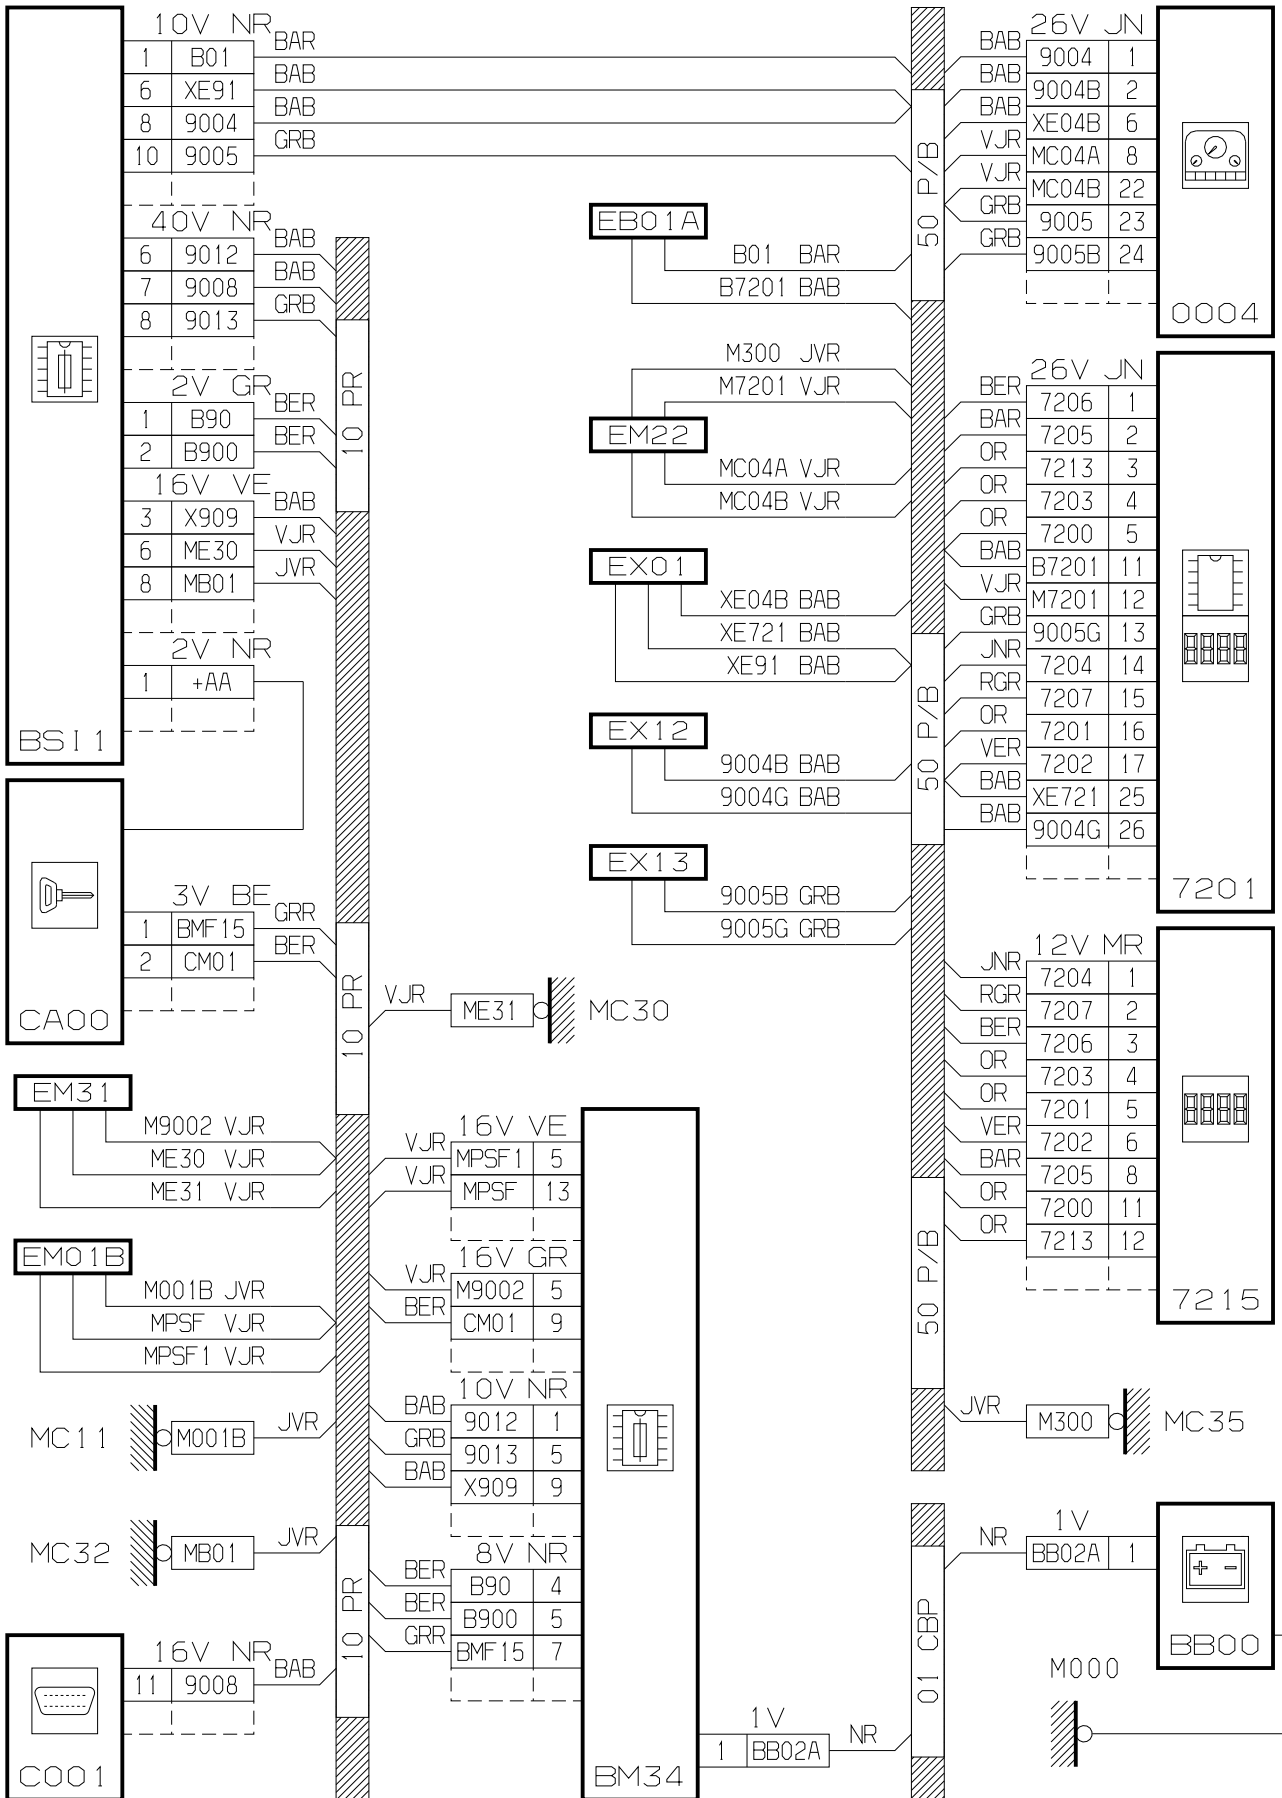 10V NR
1 B01 BAR
6 XE91 BAB
8 9004 BAB
10 9005 GRB
40V NR
6 9012 BAB
7 9008 BAB
8 9013 GRB
2V GR
1 B90 BER
2 B900 BER
16V VE
3 X909 BAB
6 ME30 VJR
8 MB01 JVR
2V NR
1 +AA
BSI1
3V BE
1 BMF15 GRR
2 CM01 BER
CA00
EM31
M9002 VJR
ME30 VJR
ME31 VJR
EM01B
M001B JVR
MPSF VJR
MPSF1 VJR
MC11 M001B JVR
MC32 MB01 JVR
16V NR
11 9008 BAB
C001
10 PR
10 PR
10 PR
VJR ME31 MC30
16V VE
VJR MPSF1 5
VJR MPSF 13
16V GR
VJR M9002 5
BER CM01 9
10V NR
BAB 9012 1
GRB 9013 5
BAB X909 9
8V NR
BER B90 4
BER B900 5
GRR BMF15 7
BM34
1V
1 BB02A NR
EB01A
B01 BAR
B7201 BAB
M300 JVR
M7201 VJR
EM22
MC04A VJR
MC04B VJR
EX01
XE04B BAB
XE721 BAB
XE91 BAB
EX12
9004B BAB
9004G BAB
EX13
9005B GRB
9005G GRB
50 P/B
50 P/B
50 P/B
01 CBP
26V JN
BAB 9004 1
BAB 9004B 2
BAB XE04B 6
VJR MC04A 8
VJR MC04B 22
GRB 9005 23
GRB 9005B 24
0004
26V JN
BER 7206 1
BAR 7205 2
OR 7213 3
OR 7203 4
OR 7200 5
BAB B7201 11
VJR M7201 12
GRB 9005G 13
JNR 7204 14
RGR 7207 15
OR 7201 16
VER 7202 17
BAB XE721 25
BAB 9004G 26
7201
12V MR
JNR 7204 1
RGR 7207 2
BER 7206 3
OR 7203 4
OR 7201 5
VER 7202 6
BAR 7205 8
OR 7200 11
OR 7213 12
7215
JVR M300 MC35
1V
NR BB02A 1
+ -
BB00
M000